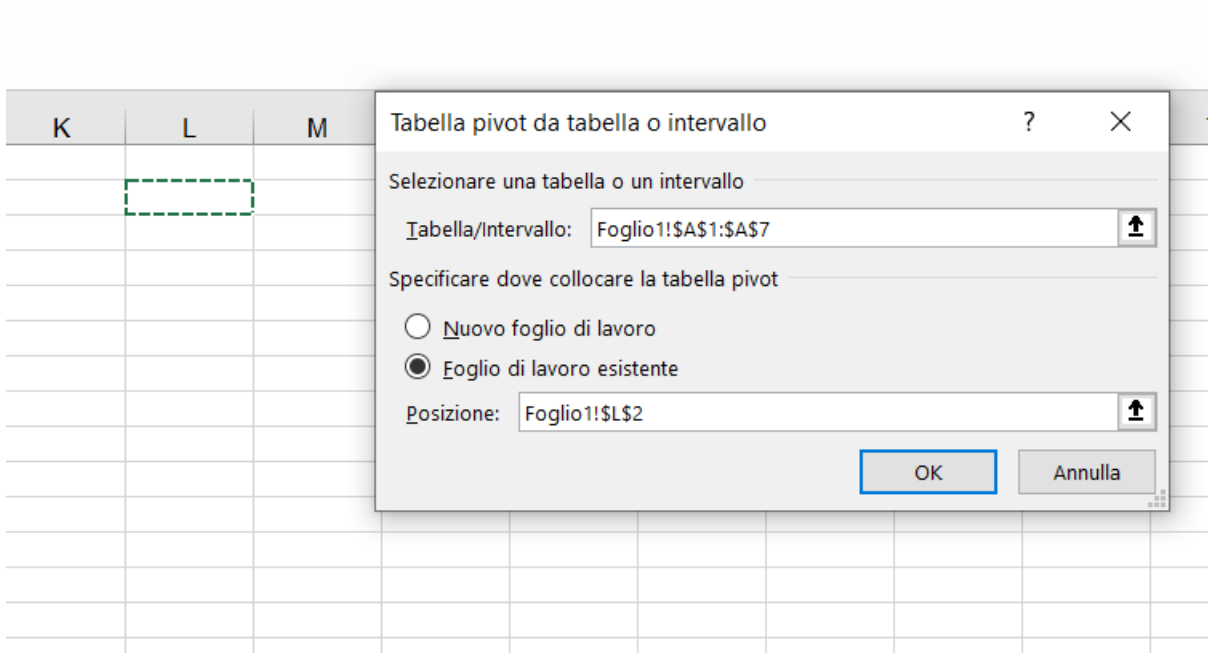 K L M
Tabella pivot da tabella o intervallo ? ×
Selezionare una tabella o un intervallo
Tabella/Intervallo: Foglio1!$A$1:$A$7
Specificare dove collocare la tabella pivot
Nuovo foglio di lavoro
Foglio di lavoro esistente
Posizione: Foglio1!$L$2
OK Annulla